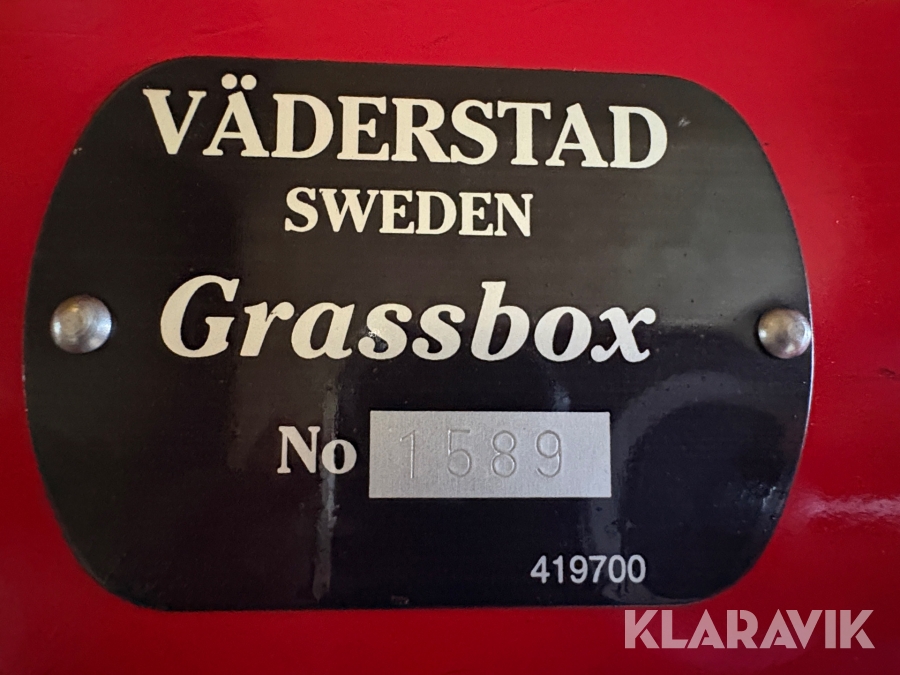 VÄDERSTAD
SWEDEN
Grassbox
No 1589
419700
KLARAVIK